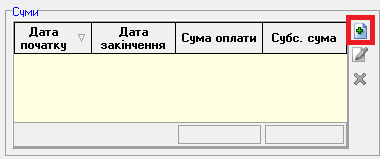 Суми
Дата початку
Дата закінчення
Сума оплати
Субс. сума